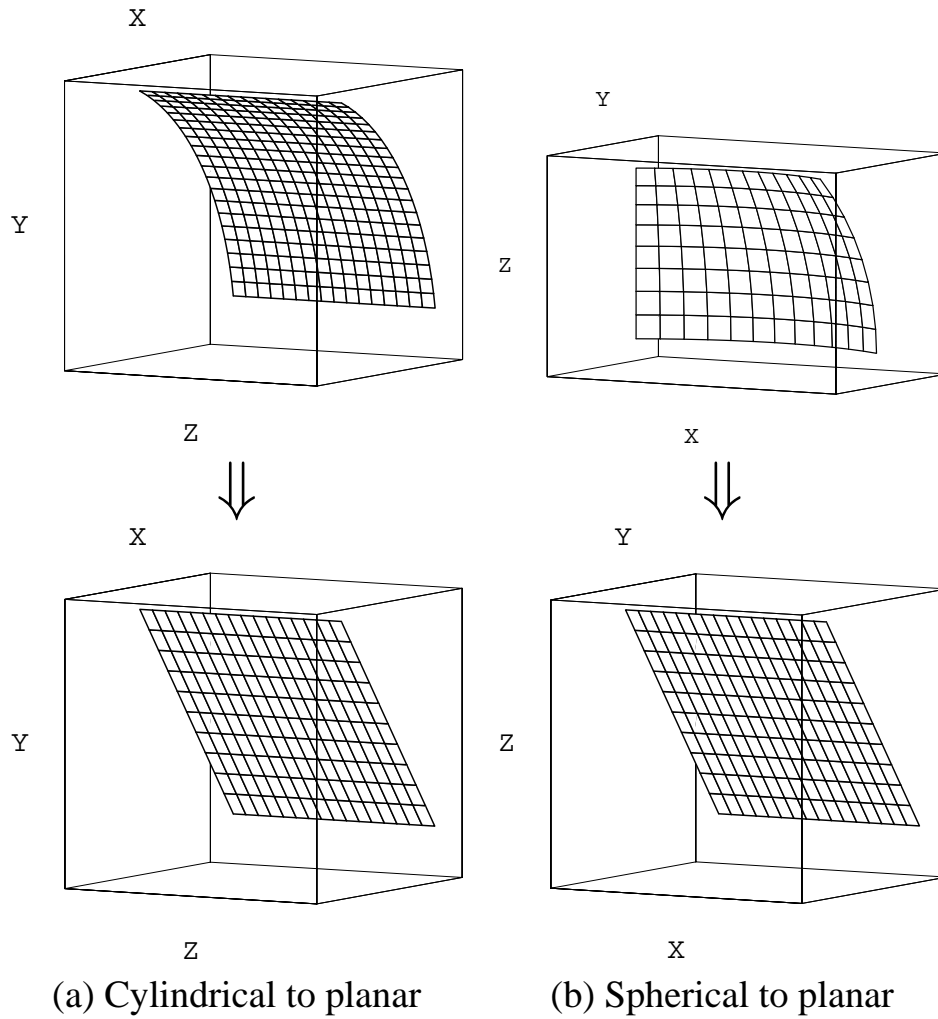 X
Y
Y
Z
Z
X
⇓
⇓
X
Y
Y
Z
Z
X
(a) Cylindrical to planar
(b) Spherical to planar